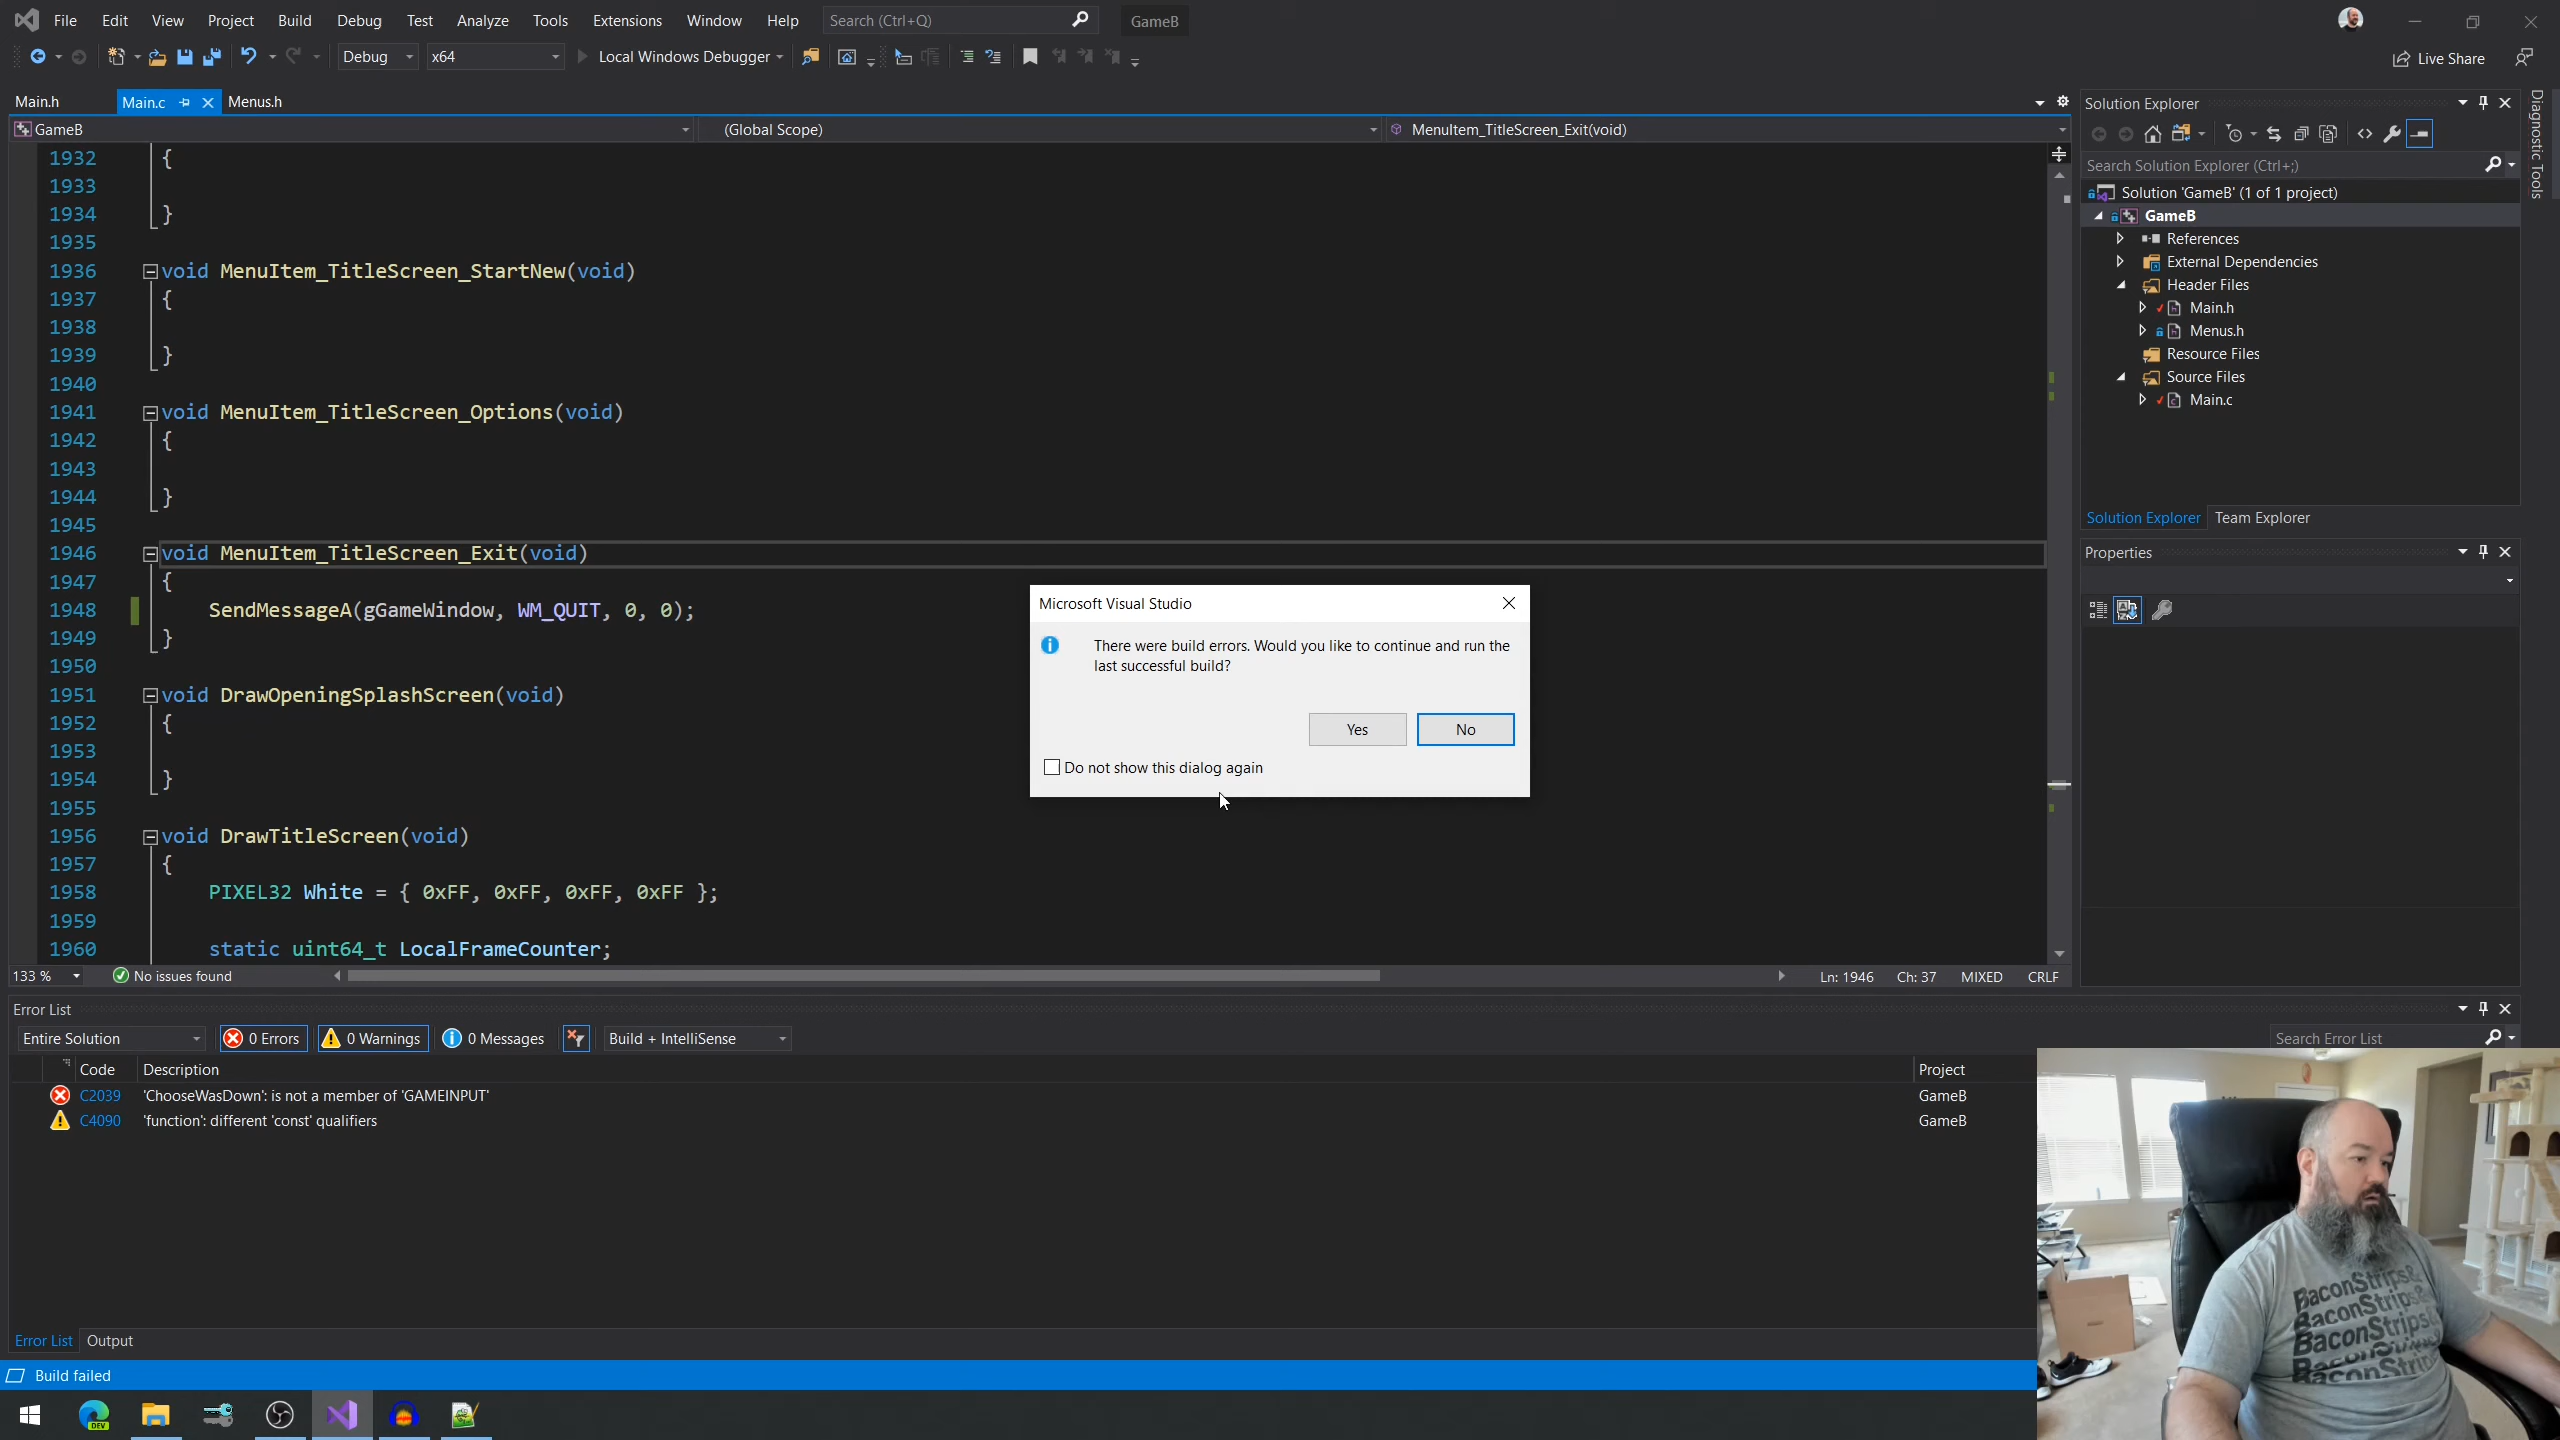 File Edit View Project Build Debug Test Analyze Tools Extensions Window Help Search (Ctrl+Q) GameB
Debug x64 Local Windows Debugger Live Share
Main.h Main.c Menus.h
GameB (Global Scope) MenuItem_TitleScreen_Exit(void)
1932 {
1933
1934 }
1935
1936 void MenuItem_TitleScreen_StartNew(void)
1937 {
1938
1939 }
1940
1941 void MenuItem_TitleScreen_Options(void)
1942 {
1943
1944 }
1945
1946 void MenuItem_TitleScreen_Exit(void)
1947 {
1948 SendMessageA(gGameWindow, WM_QUIT, 0, 0);
1949 }
1950
1951 void DrawOpeningSplashScreen(void)
1952 {
1953
1954 }
1955
1956 void DrawTitleScreen(void)
1957 {
1958 PIXEL32 White = { 0xFF, 0xFF, 0xFF, 0xFF };
1959
1960 static uint64_t LocalFrameCounter;
133 % No issues found Ln: 1946 Ch: 37 MIXED CRLF
Microsoft Visual Studio
There were build errors. Would you like to continue and run the
last successful build?
Yes No
Do not show this dialog again
Solution Explorer
Search Solution Explorer (Ctrl+;)
Solution 'GameB' (1 of 1 project)
GameB
References
External Dependencies
Header Files
Main.h
Menus.h
Resource Files
Source Files
Main.c
Solution Explorer Team Explorer
Properties
Diagnostic Tools
Error List
Entire Solution 0 Errors 0 Warnings 0 Messages Build + IntelliSense Search Error List
Code Description Project
C2039 'ChooseWasDown': is not a member of 'GAMEINPUT' GameB
C4090 'function': different 'const' qualifiers GameB
Error List Output
Build failed
DEV
BaconStrips&
BaconStrips&
BaconStrips&
BaconStrips&